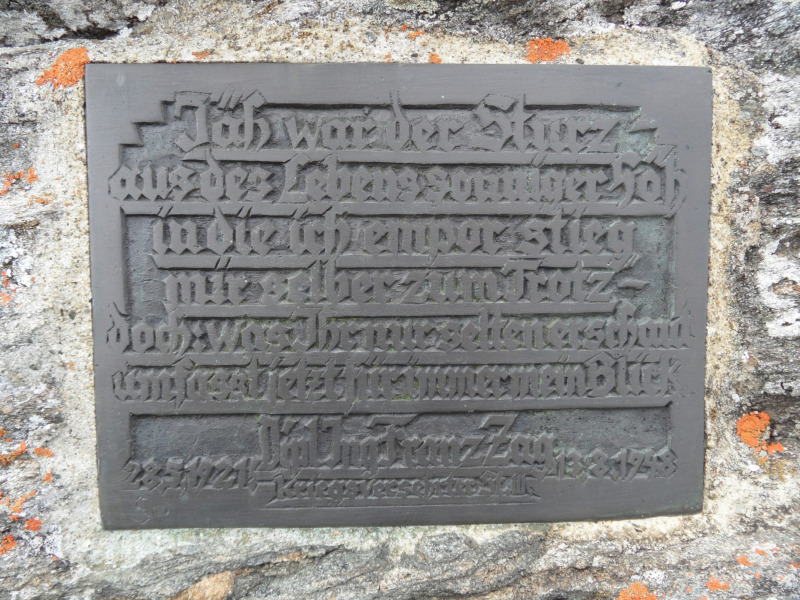 Jäh war der Sturz
aus des Lebens sonniger Höh
in die ich empor stieg
mir selber zum Trotz –
doch: was Ihr nur selten erschaut
umfasst jetzt für immer mein Blick.
Dipl. Ing. Franz Zag
28.5.1921 13.8.1948
Kriegsversehrter